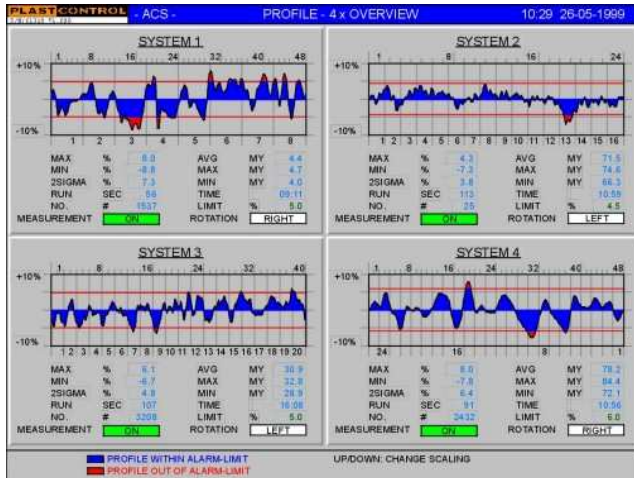 PLAST CONTROL - ACS - PROFILE - 4 x OVERVIEW 10:29 26-05-1999
SYSTEM 1
1 8 16 24 32 40 48
+10%
-10%
1 2 3 4 5 6 7 8
MAX % 8.0 AVG MY 4.4
MIN % -8.8 MAX MY 4.7
2SIGMA % 7.3 MIN MY 4.0
RUN SEC 56 TIME 09:11
NO. # 1537 LIMIT % 5.0
MEASUREMENT ON ROTATION RIGHT
SYSTEM 2
1 8 16 24
+10%
-10%
1 2 3 4 5 6 7 8 9 10 11 12 13 14 15 16
MAX % 4.3 AVG MY 71.5
MIN % -7.3 MAX MY 74.6
2SIGMA % 3.8 MIN MY 66.3
RUN SEC 113 TIME 10:59
NO. # 25 LIMIT % 4.5
MEASUREMENT ON ROTATION LEFT
SYSTEM 3
1 8 16 24 32 40
+10%
-10%
1 2 3 4 5 6 7 8 9 10 11 12 13 14 15 16 17 18 19 20
MAX % 6.1 AVG MY 30.9
MIN % -6.7 MAX MY 32.8
2SIGMA % 4.8 MIN MY 28.9
RUN SEC 107 TIME 16:08
NO. # 3208 LIMIT % 5.0
MEASUREMENT ON ROTATION LEFT
SYSTEM 4
1 8 16 24 32 40 48
+10%
-10%
24 16 8 1
MAX % 8.0 AVG MY 78.2
MIN % -7.8 MAX MY 84.4
2SIGMA % 6.4 MIN MY 72.1
RUN SEC 91 TIME 10:56
NO. # 2432 LIMIT % 6.0
MEASUREMENT ON ROTATION RIGHT
PROFILE WITHIN ALARM-LIMIT UP/DOWN: CHANGE SCALING
PROFILE OUT OF ALARM-LIMIT